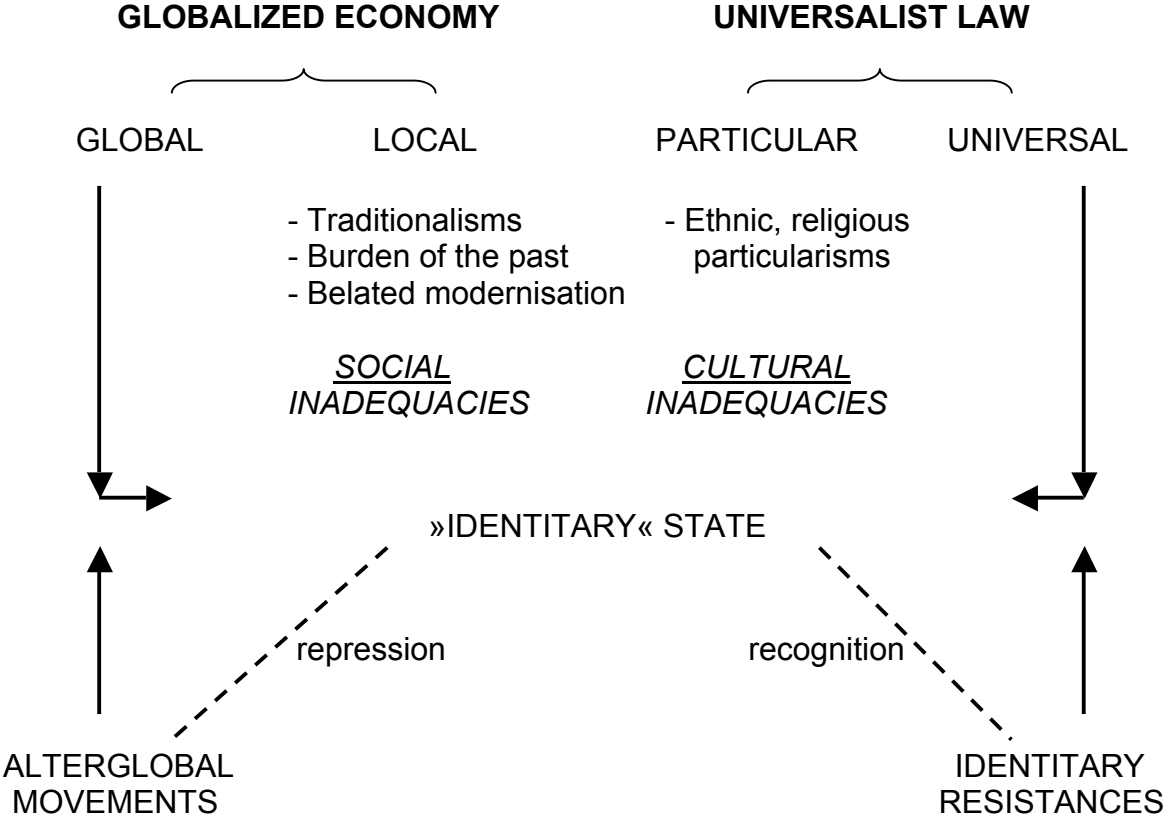 GLOBALIZED ECONOMY
UNIVERSALIST LAW
GLOBAL
LOCAL
PARTICULAR
UNIVERSAL
- Traditionalisms
- Burden of the past
- Belated modernisation
- Ethnic, religious
particularisms
SOCIAL
INADEQUACIES
CULTURAL
INADEQUACIES
»IDENTITARY« STATE
repression
recognition
ALTERGLOBAL
MOVEMENTS
IDENTITARY
RESISTANCES